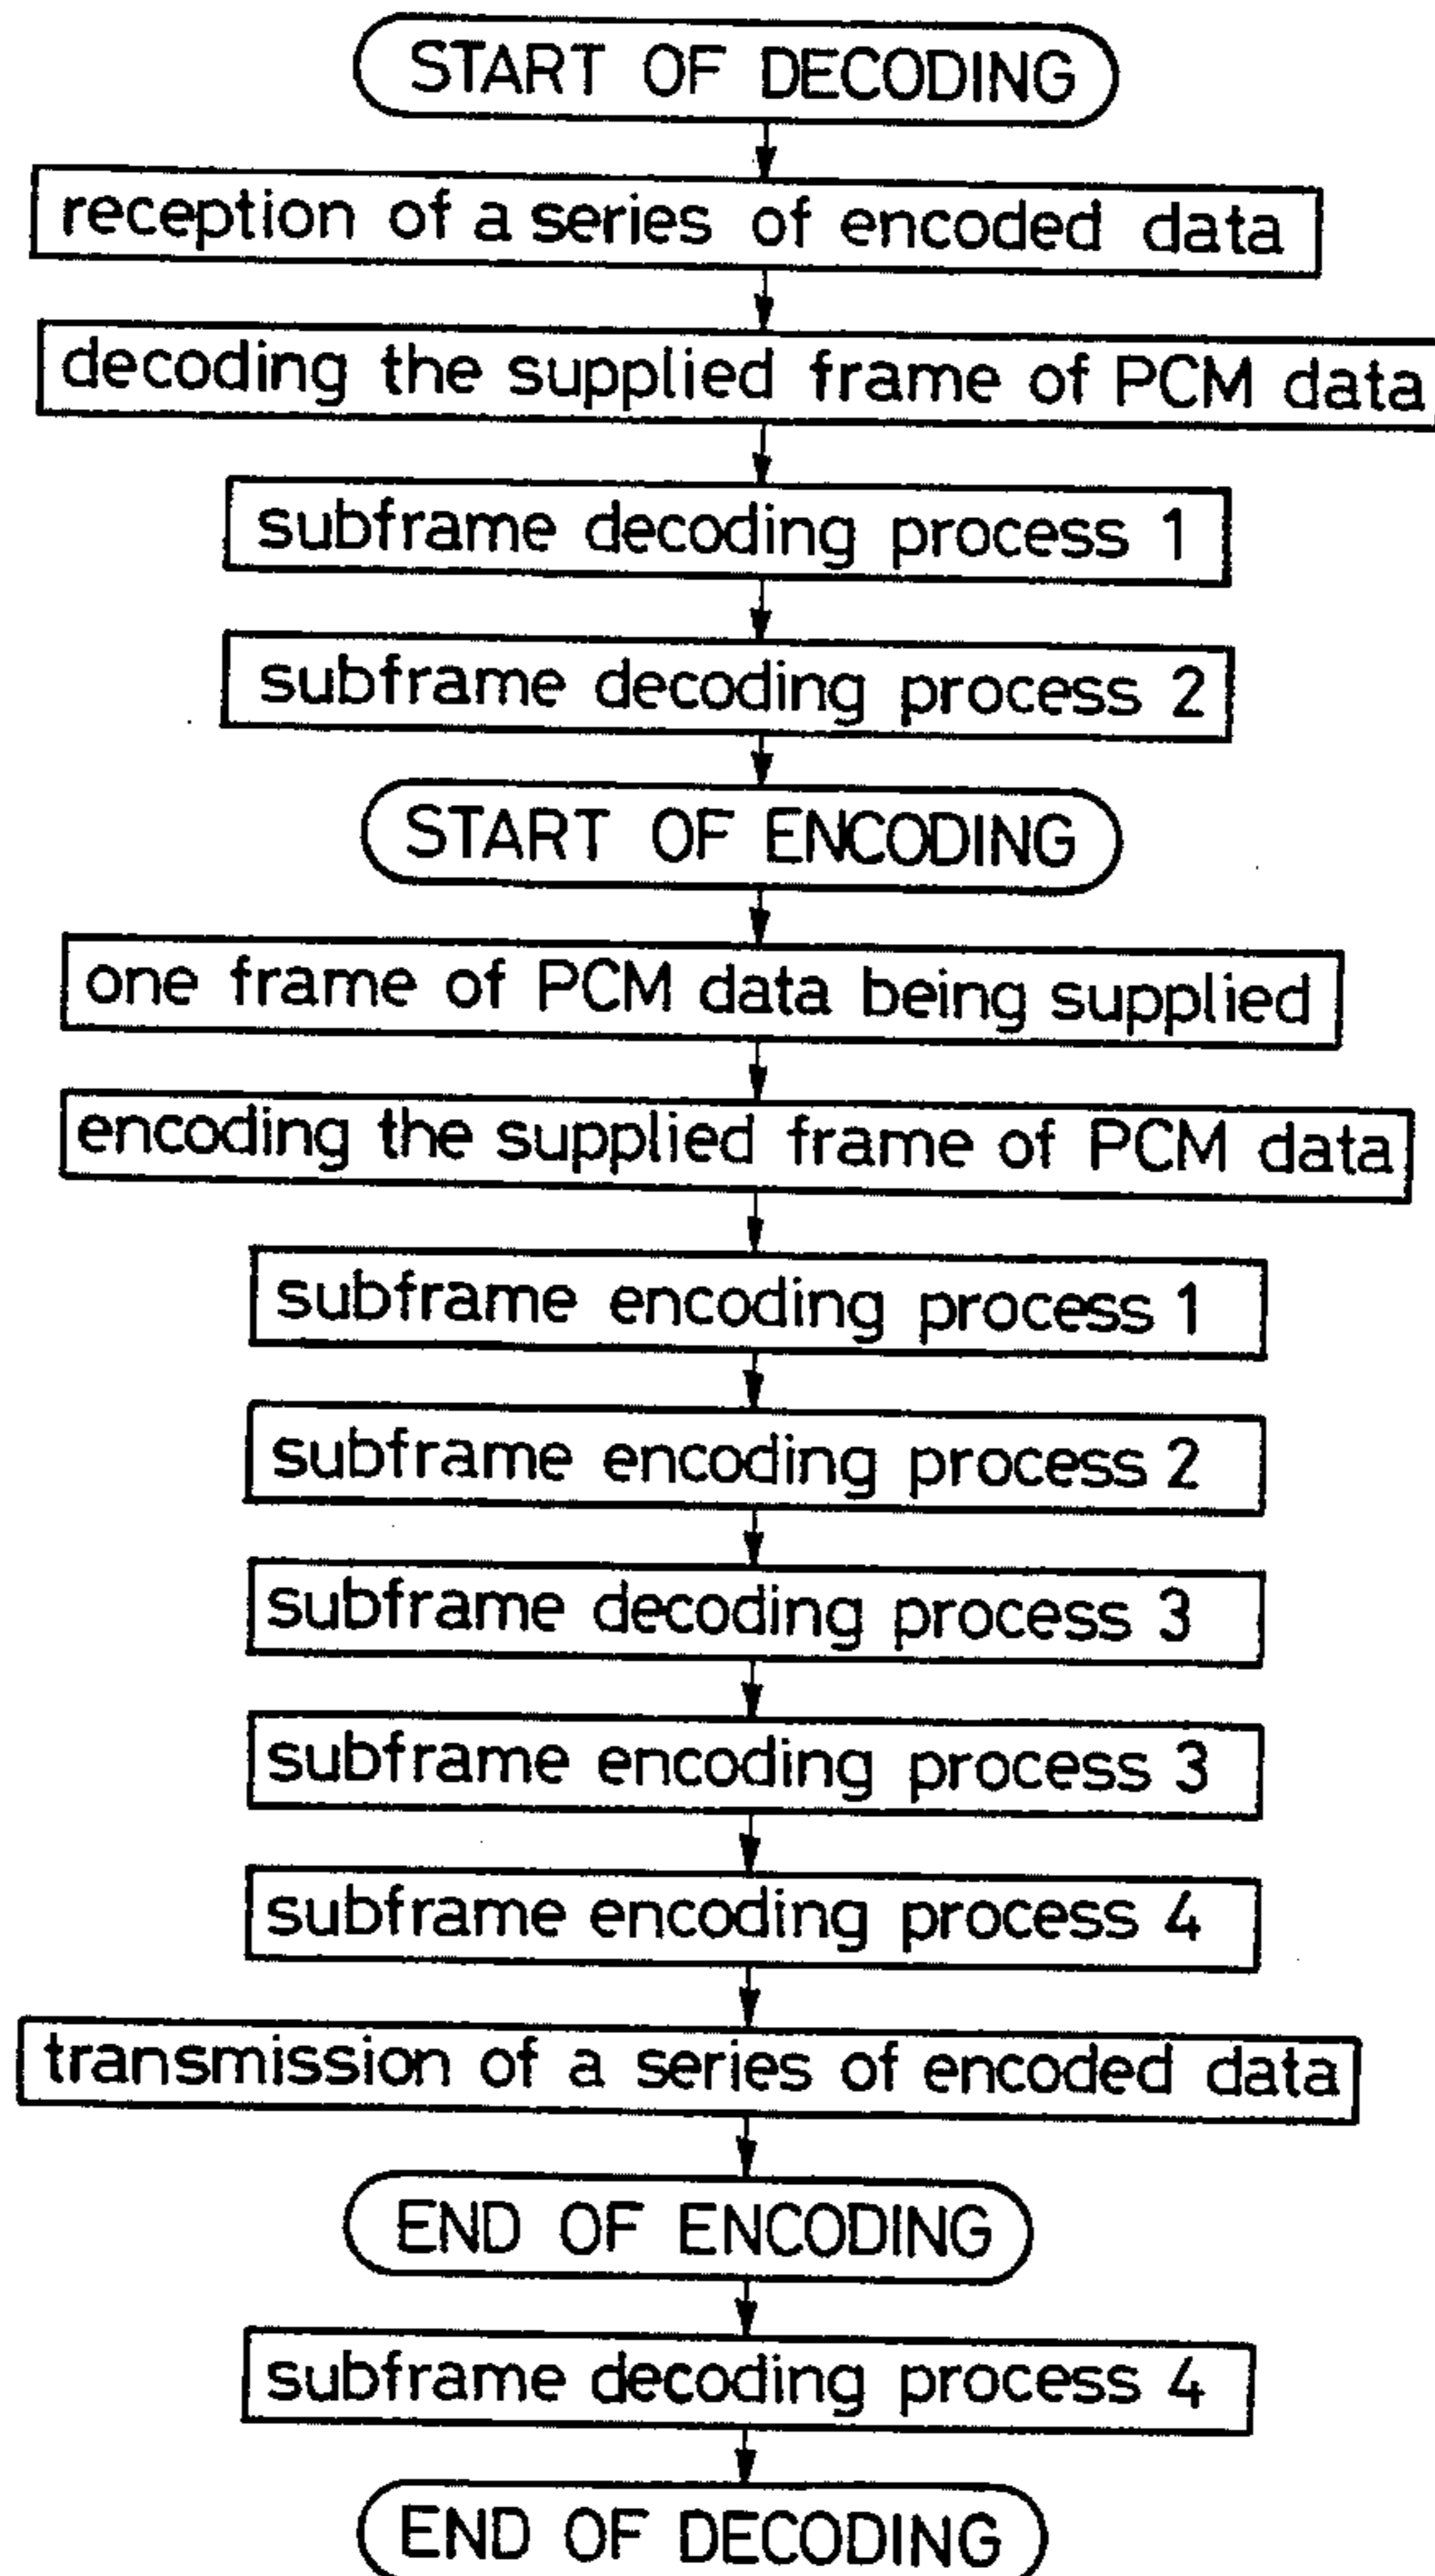 START OF DECODING
reception of a series of encoded data
decoding the supplied frame of PCM data
subframe decoding process 1
subframe decoding process 2
START OF ENCODING
one frame of PCM data being supplied
encoding the supplied frame of PCM data
subframe encoding process 1
subframe encoding process 2
subframe decoding process 3
subframe encoding process 3
subframe encoding process 4
transmission of a series of encoded data
END OF ENCODING
subframe decoding process 4
END OF DECODING